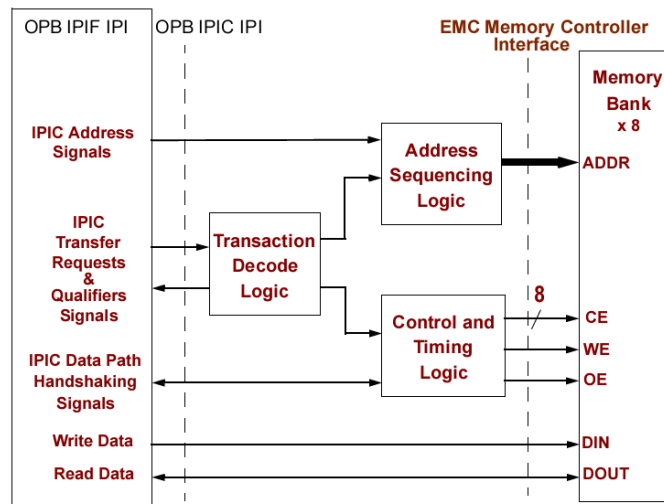 OPB IPIF IPI
OPB IPIC IPI
EMC Memory Controller
Interface
Memory
Bank
x 8
IPIC Address
Signals
Address
Sequencing
Logic
ADDR
IPIC
Transfer
Requests
&
Qualifiers
Signals
Transaction
Decode
Logic
8
Control and
Timing
Logic
CE
WE
OE
IPIC Data Path
Handshaking
Signals
Write Data
DIN
Read Data
DOUT